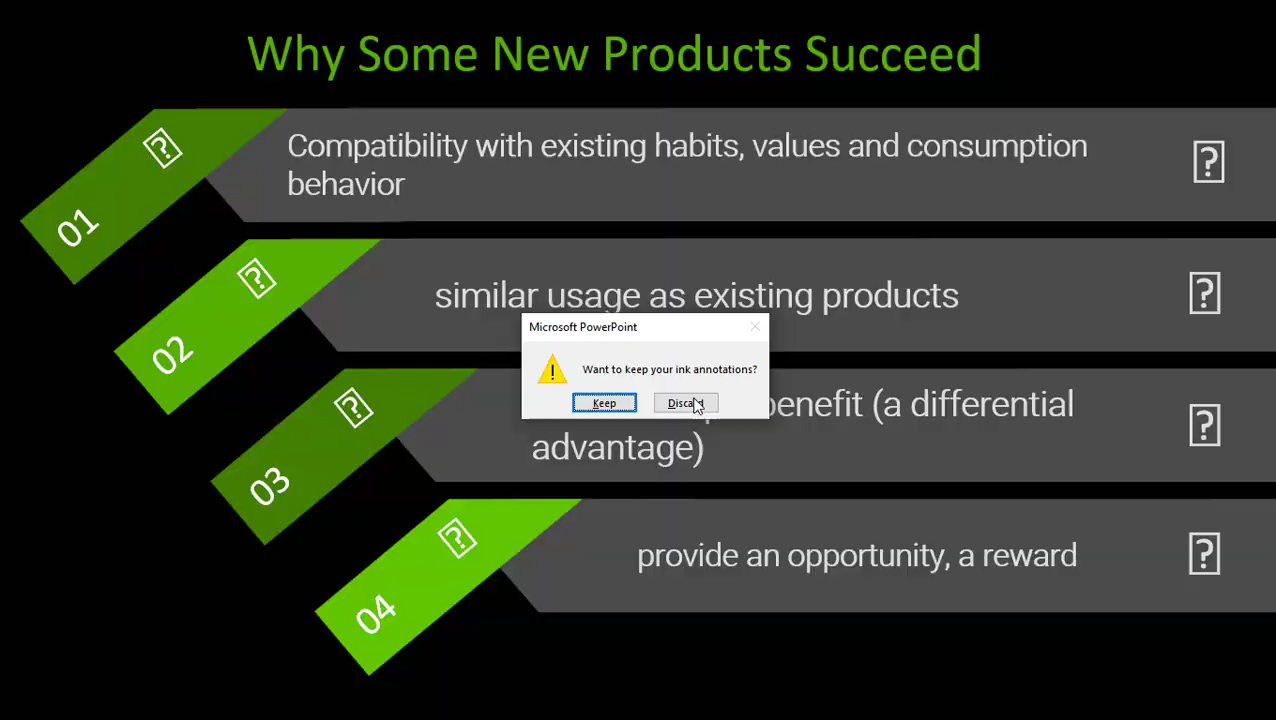 Why Some New Products Succeed
01
Compatibility with existing habits, values and consumption
behavior
02
similar usage as existing products
Microsoft PowerPoint
Want to keep your ink annotations?
Keep
Discard
03
benefit (a differential
advantage)
04
provide an opportunity, a reward